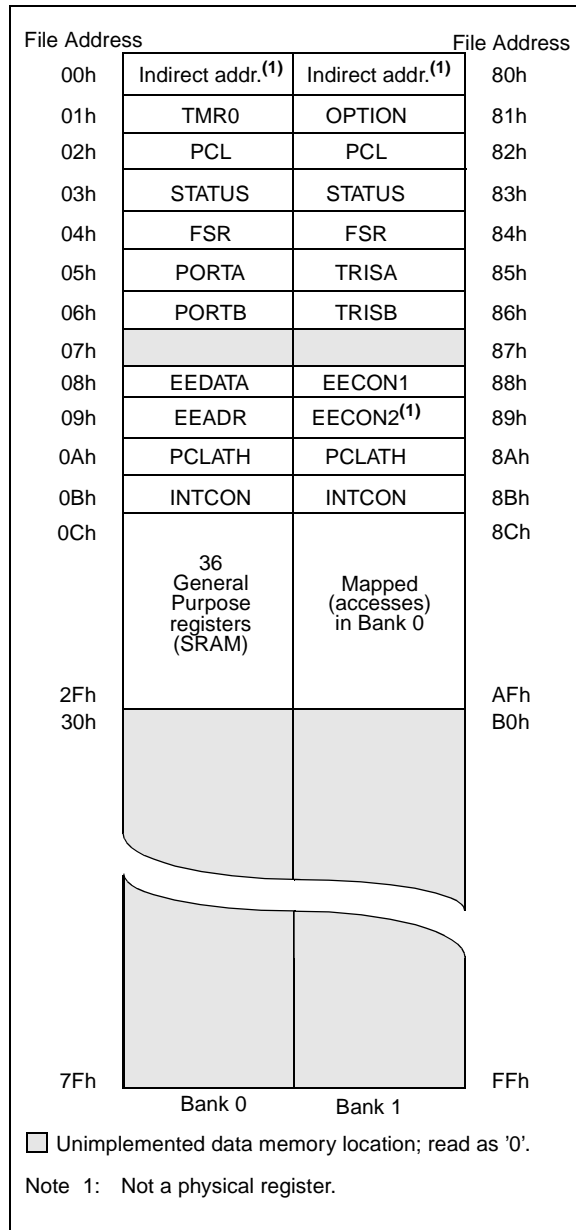 File Address File Address
00h Indirect addr.(1) Indirect addr.(1) 80h
01h TMR0 OPTION 81h
02h PCL PCL 82h
03h STATUS STATUS 83h
04h FSR FSR 84h
05h PORTA TRISA 85h
06h PORTB TRISB 86h
07h 87h
08h EEDATA EECON1 88h
09h EEADR EECON2(1) 89h
0Ah PCLATH PCLATH 8Ah
0Bh INTCON INTCON 8Bh
0Ch 8Ch
36
General
Purpose
registers
(SRAM)
Mapped
(accesses)
in Bank 0
2Fh AFh
30h B0h
7Fh FFh
Bank 0 Bank 1
Unimplemented data memory location; read as '0'.
Note 1: Not a physical register.